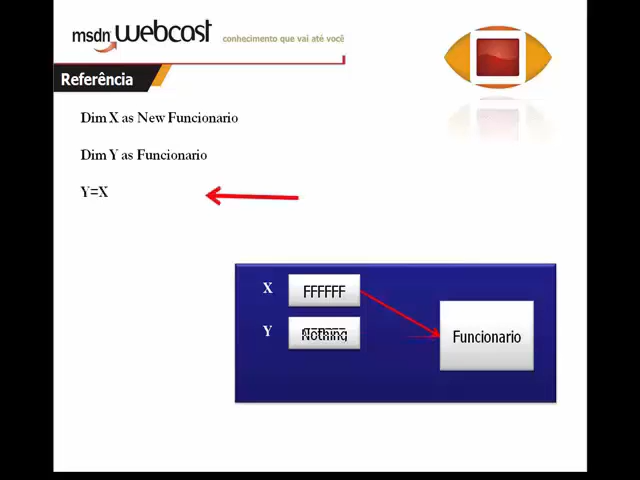 msdn webcast
conhecimento que vai até você
Referência
Dim X as New Funcionario
Dim Y as Funcionario
Y=X
X FFFFFF
Y Nothing
Funcionario